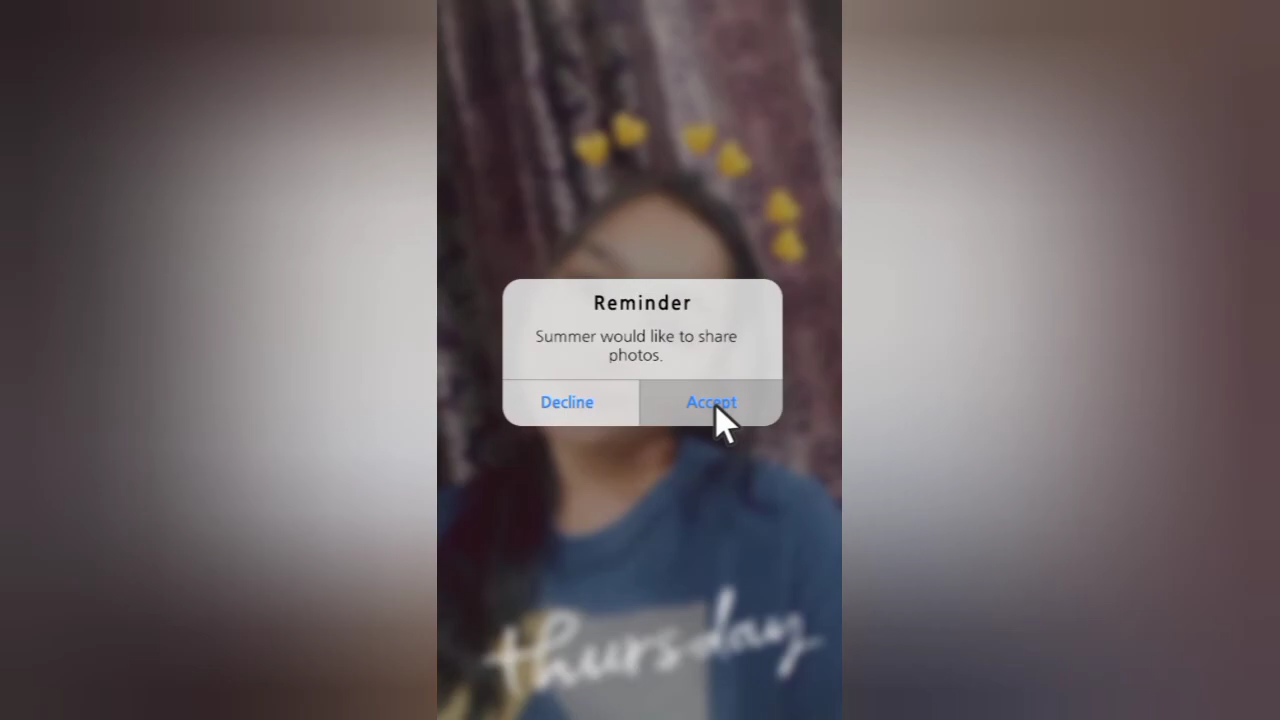 Reminder
Summer would like to share
photos.
Decline
Accept
thursday